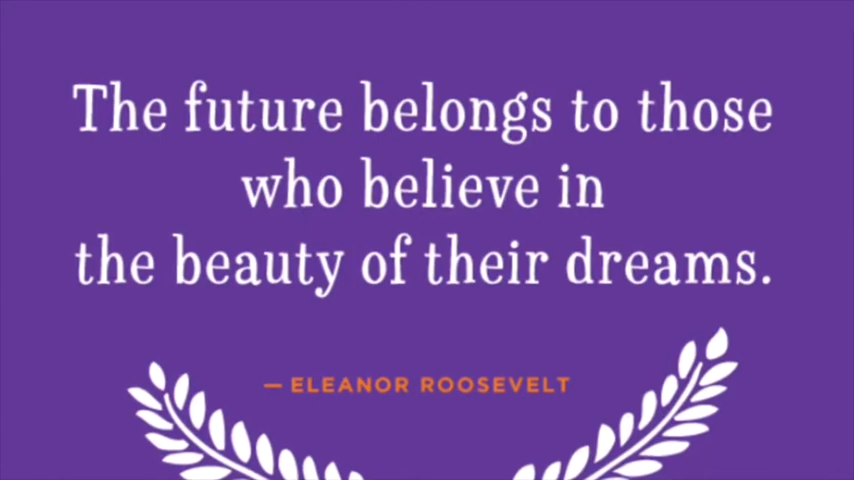 The future belongs to those
who believe in
the beauty of their dreams.
— ELEANOR ROOSEVELT